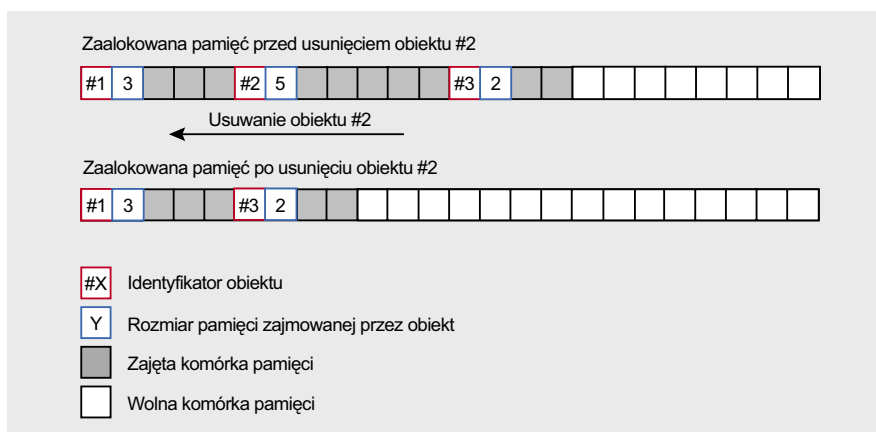 Zaalokowana pamięć przed usunięciem obiektu #2
#1 3 #2 5 #3 2
Usuwanie obiektu #2
Zaalokowana pamięć po usunięciu obiektu #2
#1 3 #3 2
#X Identyfikator obiektu
Y Rozmiar pamięci zajmowanej przez obiekt
Zajęta komórka pamięci
Wolna komórka pamięci